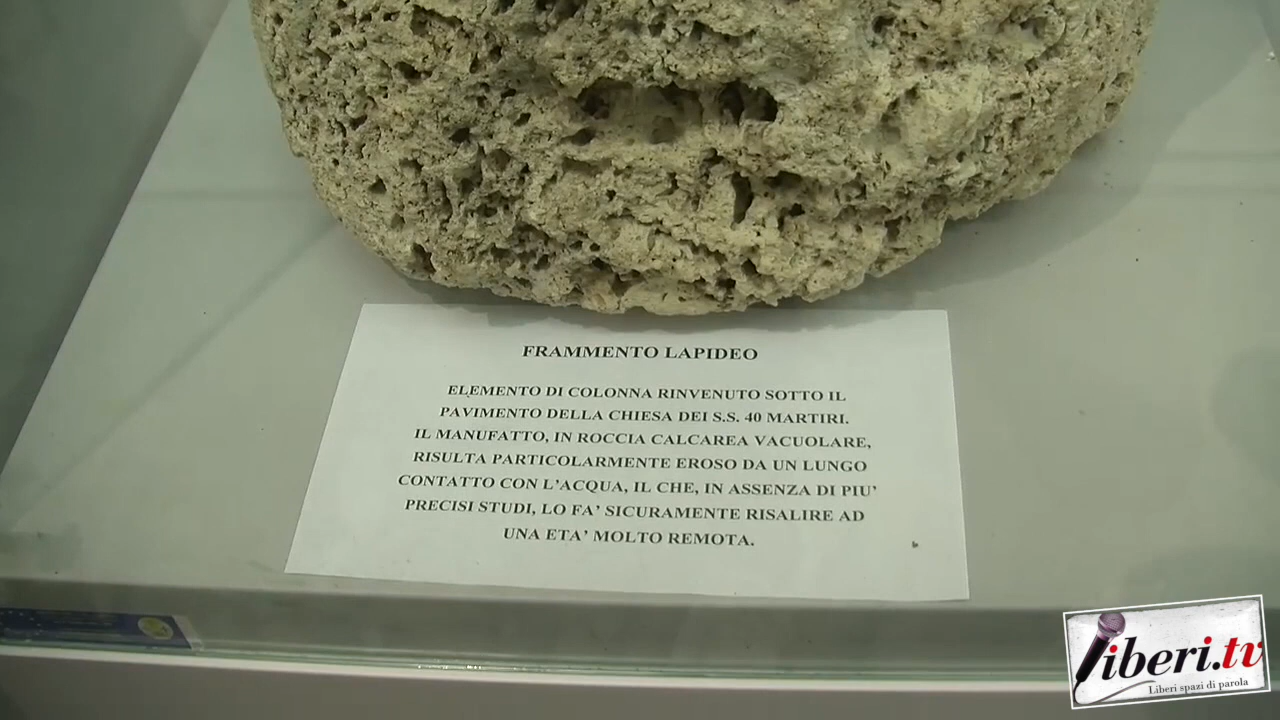 FRAMMENTO LAPIDEO
ELEMENTO DI COLONNA RINVENUTO SOTTO IL
PAVIMENTO DELLA CHIESA DEI S.S. 40 MARTIRI.
IL MANUFATTO, IN ROCCIA CALCAREA VACUOLARE,
RISULTA PARTICOLARMENTE EROSO DA UN LUNGO
CONTATTO CON L'ACQUA, IL CHE, IN ASSENZA DI PIU'
PRECISI STUDI, LO FA' SICURAMENTE RISALIRE AD
UNA ETA' MOLTO REMOTA.
liberi.tv
Liberi spazi di parola